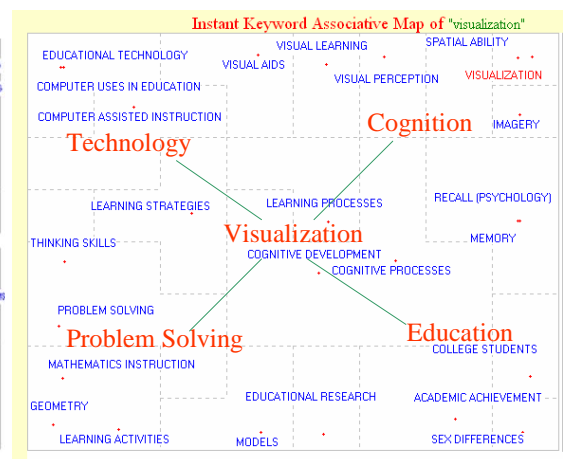 Instant Keyword Associative Map of "visualization"
VISUAL LEARNING
SPATIAL ABILITY
EDUCATIONAL TECHNOLOGY
VISUAL AIDS
VISUAL PERCEPTION
VISUALIZATION
COMPUTER USES IN EDUCATION
COMPUTER ASSISTED INSTRUCTION
Cognition
IMAGERY
Technology
LEARNING STRATEGIES
LEARNING PROCESSES
RECALL (PSYCHOLOGY)
THINKING SKILLS
Visualization
MEMORY
COGNITIVE DEVELOPMENT
COGNITIVE PROCESSES
PROBLEM SOLVING
Problem Solving
Education
COLLEGE STUDENTS
MATHEMATICS INSTRUCTION
EDUCATIONAL RESEARCH
ACADEMIC ACHIEVEMENT
GEOMETRY
LEARNING ACTIVITIES
MODELS
SEX DIFFERENCES